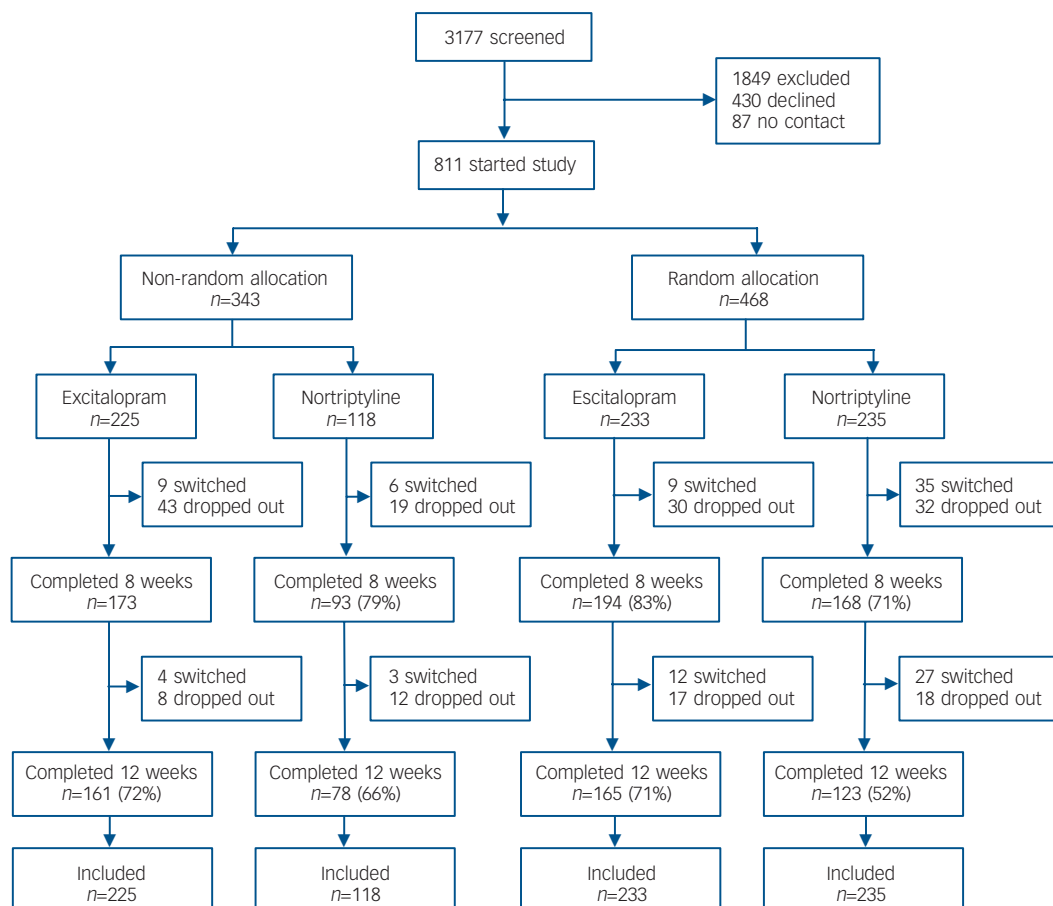 3177 screened
1849 excluded
430 declined
87 no contact
811 started study
Non-random allocation
n=343
Random allocation
n=468
Excitalopram
n=225
Nortriptyline
n=118
Escitalopram
n=233
Nortriptyline
n=235
9 switched
43 dropped out
6 switched
19 dropped out
9 switched
30 dropped out
35 switched
32 dropped out
Completed 8 weeks
n=173
Completed 8 weeks
n=93 (79%)
Completed 8 weeks
n=194 (83%)
Completed 8 weeks
n=168 (71%)
4 switched
8 dropped out
3 switched
12 dropped out
12 switched
17 dropped out
27 switched
18 dropped out
Completed 12 weeks
n=161 (72%)
Completed 12 weeks
n=78 (66%)
Completed 12 weeks
n=165 (71%)
Completed 12 weeks
n=123 (52%)
Included
n=225
Included
n=118
Included
n=233
Included
n=235